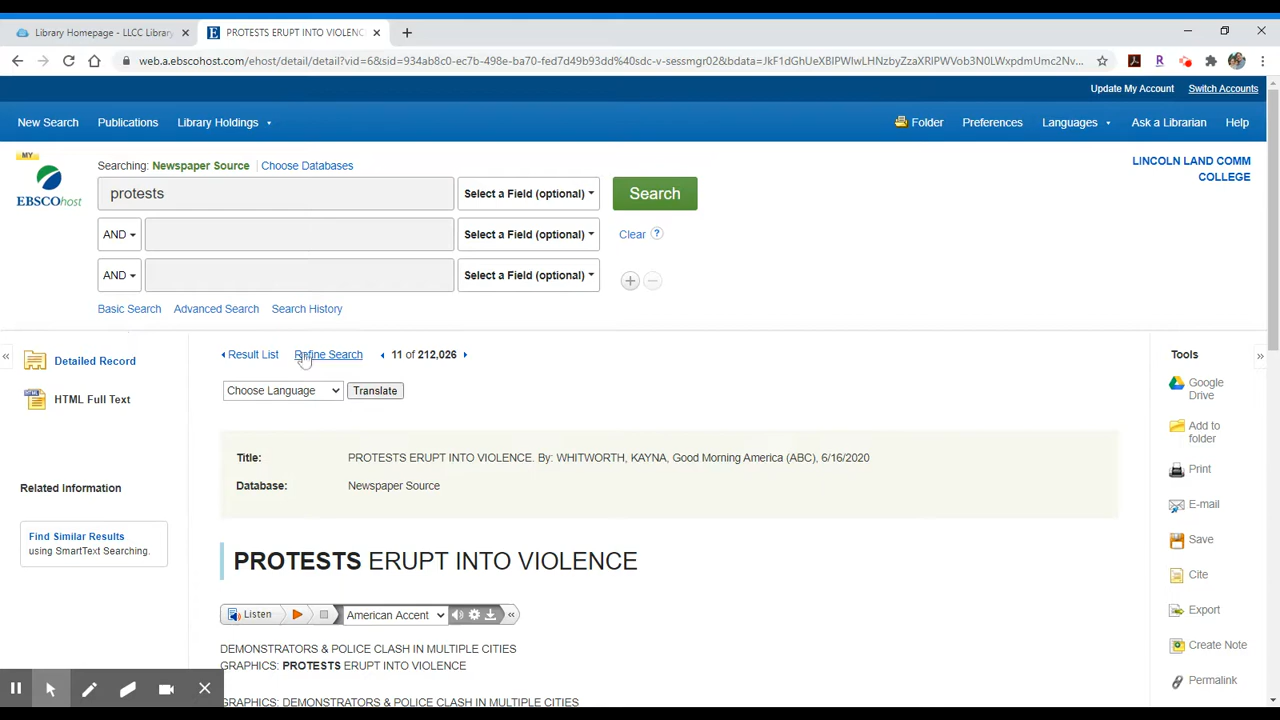 Library Homepage - LLCC Library
PROTESTS ERUPT INTO VIOLENC
web.a.ebscohost.com/ehost/detail/detail?vid=6&sid=934ab320-ec7b-498e-ba70-fed7d49b93dd%40sdc-v-sessmgr02&bdata=JkF1dGhUeXBlPWlwLHNzbyZzaXRlPWVob3N0LWxpdmUmc2Nv...
Update My Account Switch Accounts
New Search Publications Library Holdings Folder Preferences Languages Ask a Librarian Help
MY
EBSCOhost
Searching: Newspaper Source Choose Databases
LINCOLN LAND COMM
COLLEGE
protests Select a Field (optional) Search
AND Select a Field (optional) Clear ?
AND Select a Field (optional)
Basic Search Advanced Search Search History
Detailed Record
HTML Full Text
Related Information
Find Similar Results
using SmartText Searching.
Result List Refine Search 11 of 212,026
Choose Language Translate
Title: PROTESTS ERUPT INTO VIOLENCE. By: WHITWORTH, KAYNA, Good Morning America (ABC), 6/16/2020
Database: Newspaper Source
PROTESTS ERUPT INTO VIOLENCE
Listen American Accent
DEMONSTRATORS & POLICE CLASH IN MULTIPLE CITIES
GRAPHICS: PROTESTS ERUPT INTO VIOLENCE
GRAPHICS: DEMONSTRATORS & POLICE CLASH IN MULTIPLE CITIES
Tools
Google
Drive
Add to
folder
Print
E-mail
Save
Cite
Export
Create Note
Permalink